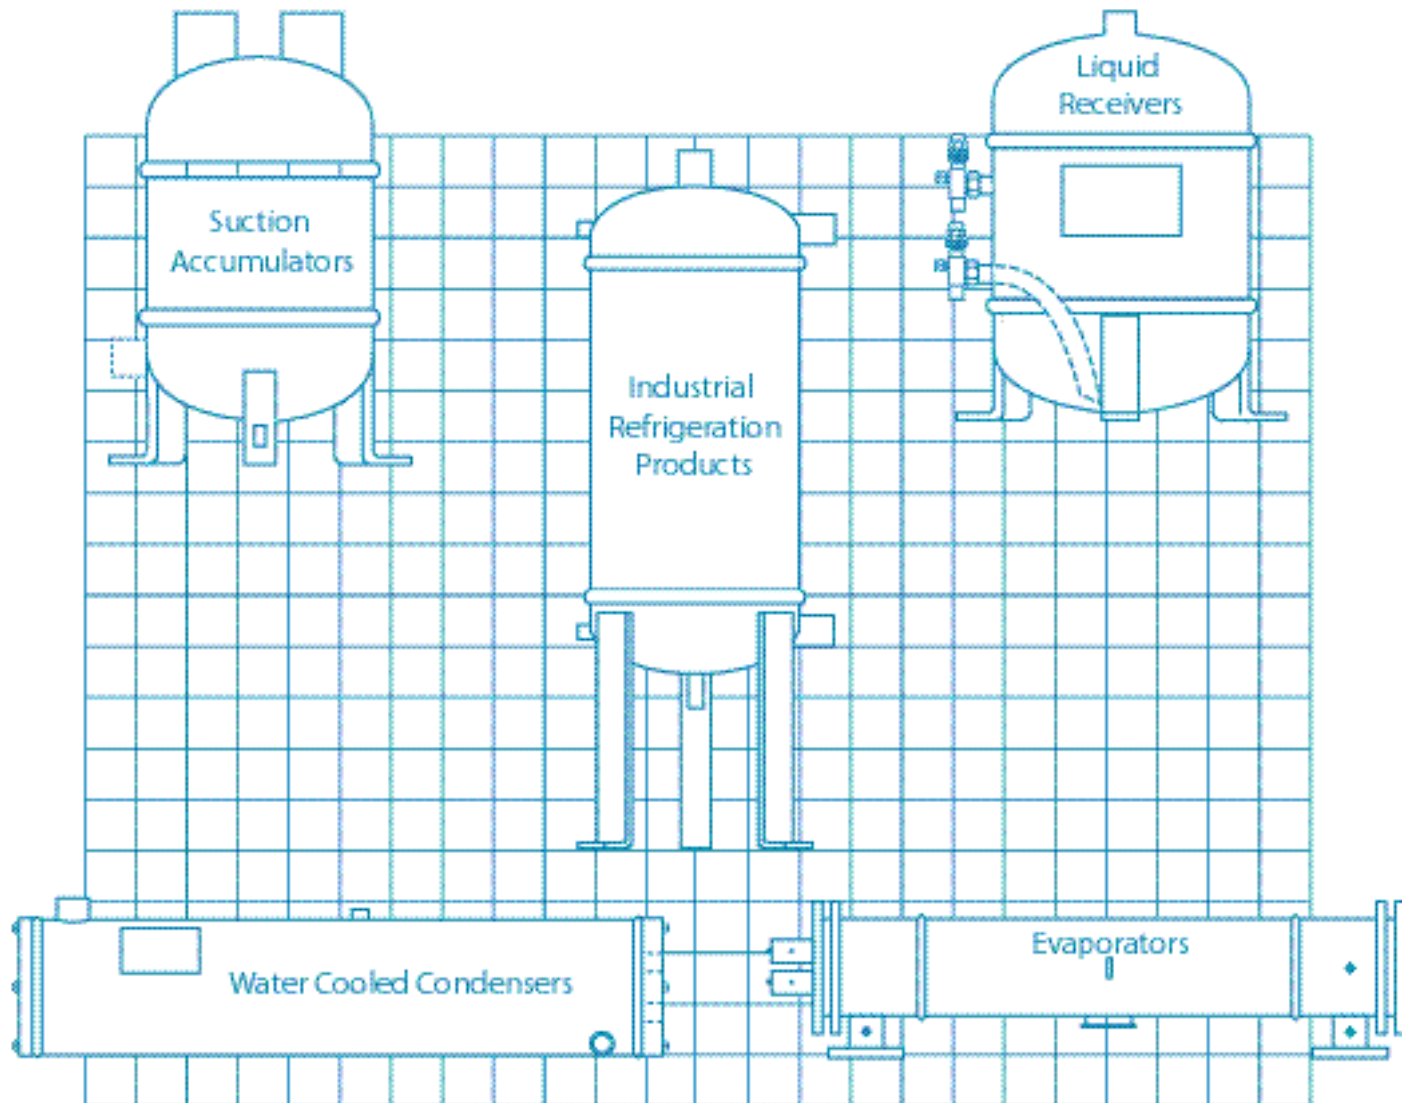 Liquid
Receivers
Suction
Accumulators
Industrial
Refrigeration
Products
Evaporators
Water Cooled Condensers